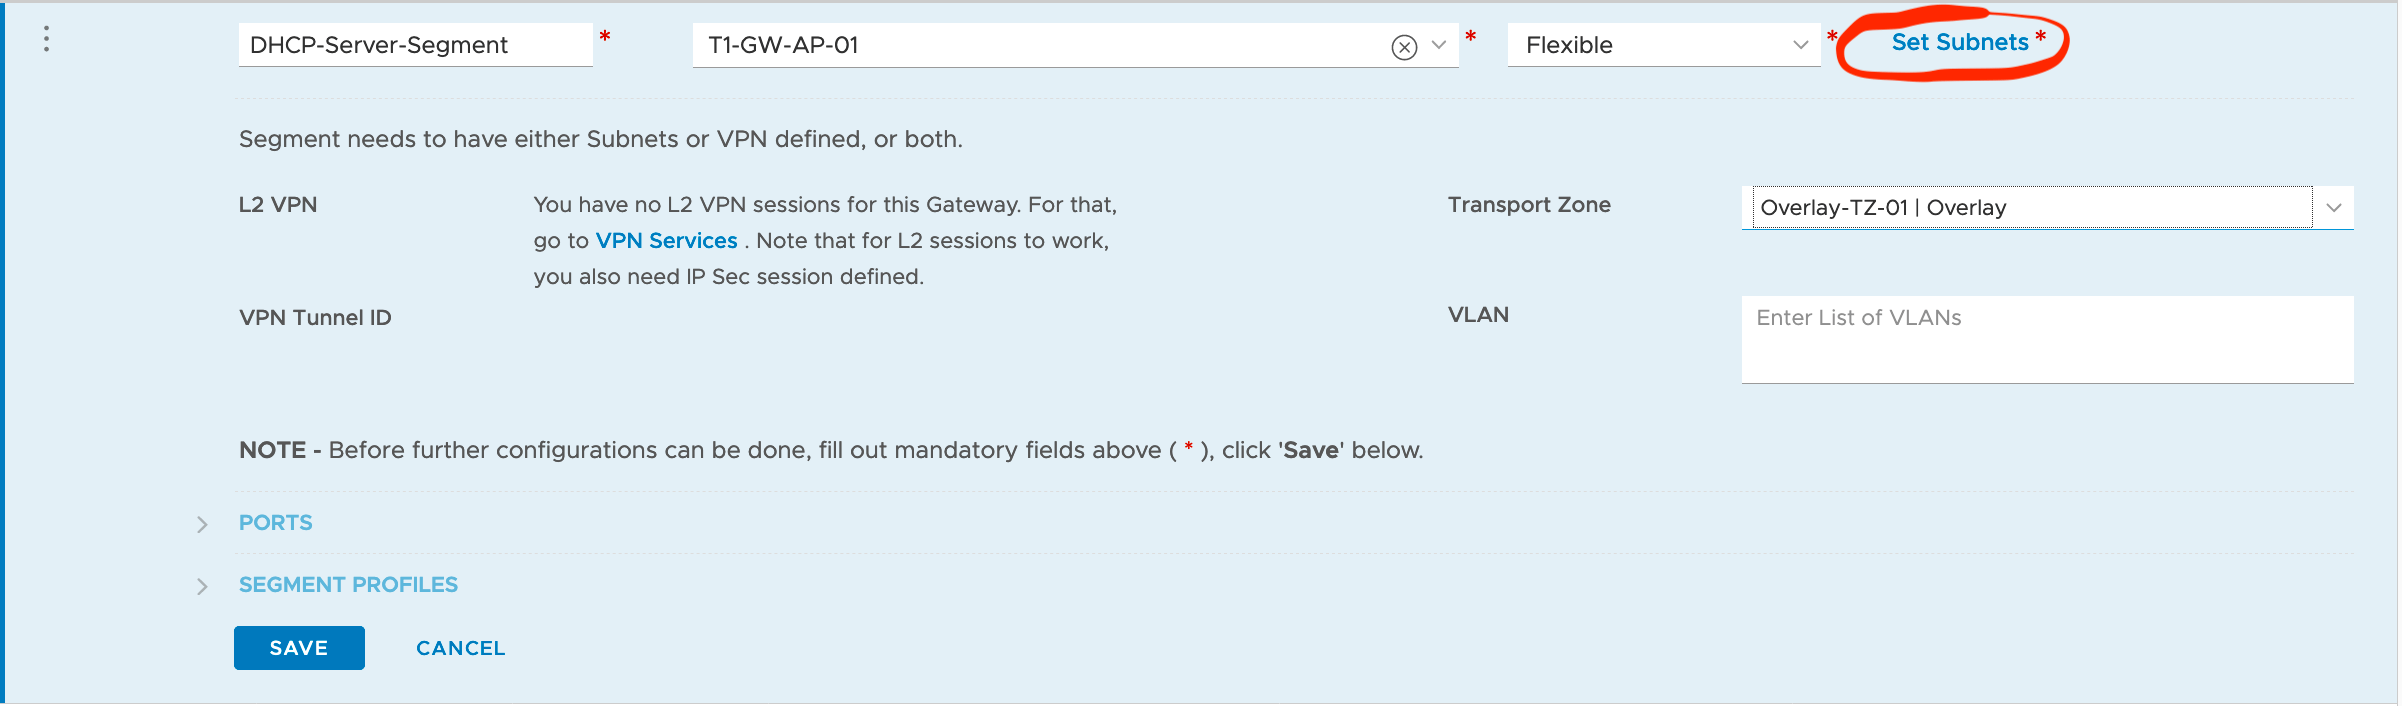 DHCP-Server-Segment * T1-GW-AP-01 * Flexible * Set Subnets *
Segment needs to have either Subnets or VPN defined, or both.
L2 VPN
You have no L2 VPN sessions for this Gateway. For that,
go to VPN Services . Note that for L2 sessions to work,
you also need IP Sec session defined.
Transport Zone
Overlay-TZ-01 | Overlay
VPN Tunnel ID
VLAN
Enter List of VLANs
NOTE - Before further configurations can be done, fill out mandatory fields above ( * ), click 'Save' below.
PORTS
SEGMENT PROFILES
SAVE CANCEL